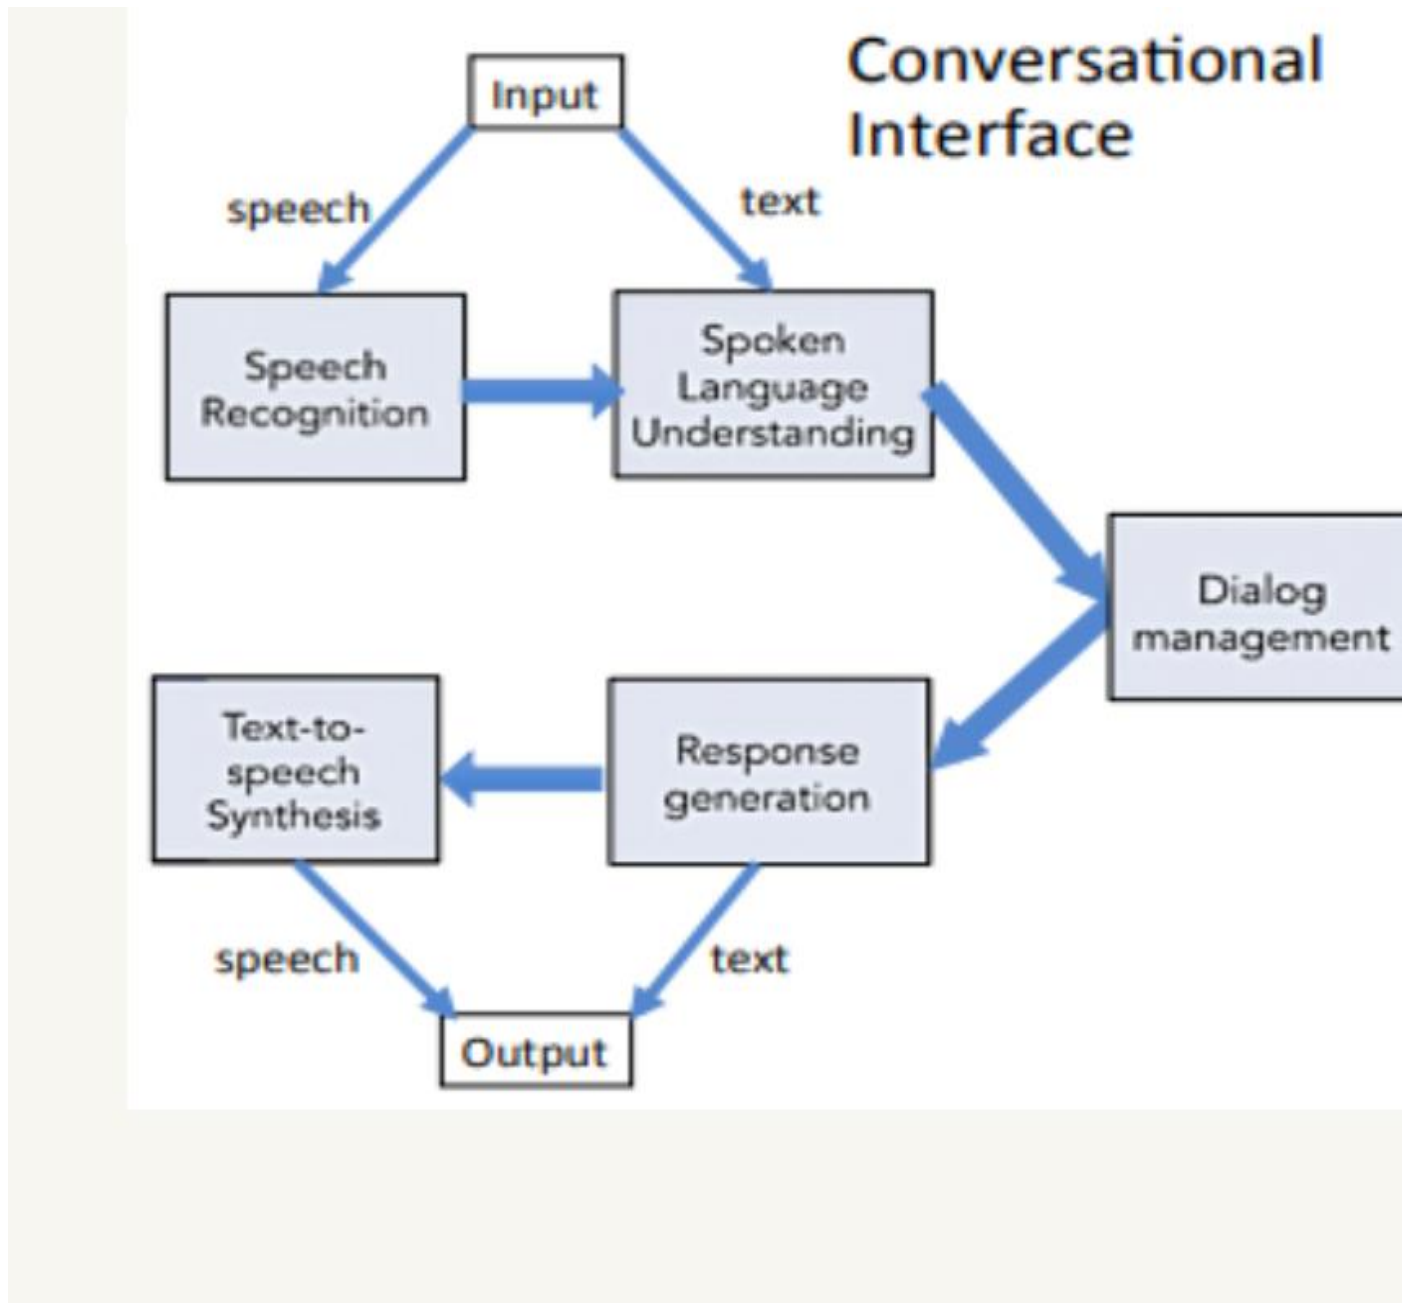 Conversational
Interface
Input
speech
text
Speech
Recognition
Spoken
Language
Understanding
Dialog
management
Text-to-
speech
Synthesis
Response
generation
speech
text
Output